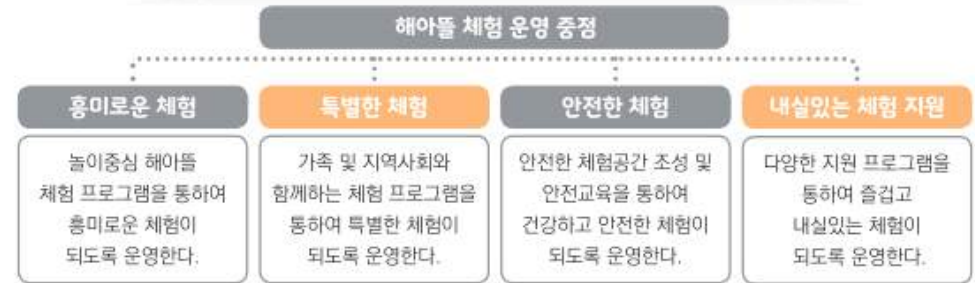 해아뜰 체험 운영 중점
흥미로운 체험
놀이중심 해아뜰
체험 프로그램을 통하여
흥미로운 체험이
되도록 운영한다.
특별한 체험
가족 및 지역사회와
함께하는 체험 프로그램을
통하여 특별한 체험이
되도록 운영한다.
안전한 체험
안전한 체험공간 조성 및
안전교육을 통하여
건강하고 안전한 체험이
되도록 운영한다.
내실있는 체험 지원
다양한 지원 프로그램을
통하여 즐겁고
내실있는 체험이
되도록 운영한다.